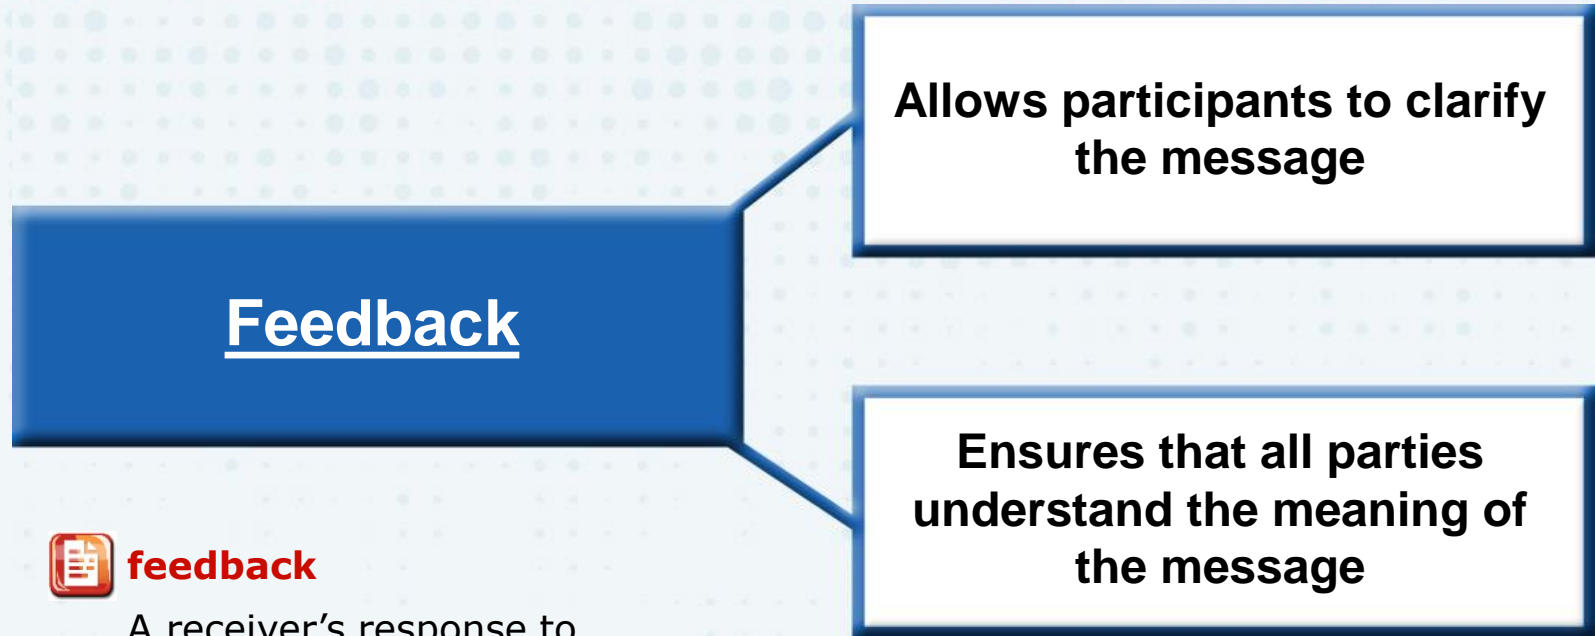 Allows participants to clarify
the message
Feedback
Ensures that all parties
understand the meaning of
the message
feedback
A receiver's response to